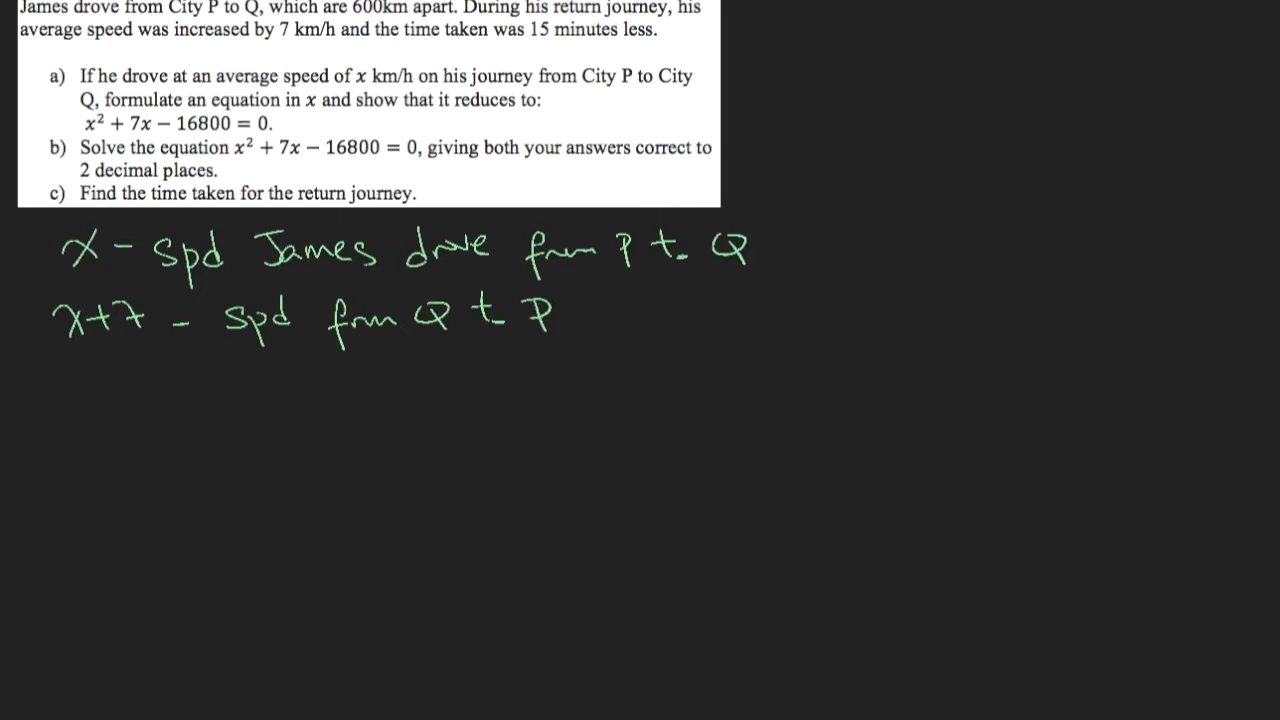 James drove from City P to Q, which are 600km apart. During his return journey, his
average speed was increased by 7 km/h and the time taken was 15 minutes less.
a) If he drove at an average speed of x km/h on his journey from City P to City
Q, formulate an equation in x and show that it reduces to:
x² + 7x − 16800 = 0.
b) Solve the equation x² + 7x − 16800 = 0, giving both your answers correct to
2 decimal places.
c) Find the time taken for the return journey.
x - spd James drove from P to Q
x+7 - spd from Q to P